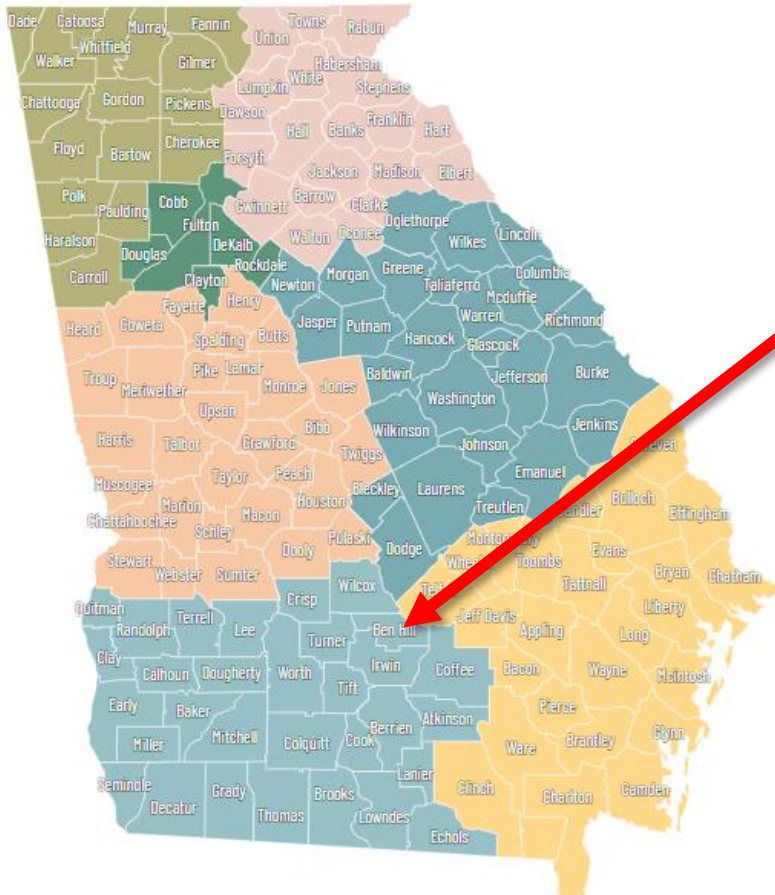 Dade Catoosa Murray Fannin Towns Rabun
Union
Whitfield
Walker Gilmer Habersham
White
Lumpkin Stephens
Chattooga Gordon Pickens Dawson Franklin
Hall Banks Hart
Floyd Bartow Cherokee Forsyth
Jackson Madison Elbert
Polk Cobb Gwinnett Barrow Clarke
Paulding Fulton Oglethorpe
Haralson DeKalb Walton Oconee Wilkes Lincoln
Douglas Rockdale
Carroll Clayton Newton Morgan Greene Taliaferro Columbia
Fayette Henry Mcduffie
Heard Coweta Spalding Butts Jasper Putnam Warren Richmond
Hancock Glascock
Troup Meriwether Pike Lamar Monroe Jones Baldwin Jefferson Burke
Upson Washington
Harris Talbot Crawford Bibb Wilkinson Johnson Jenkins
Twiggs
Muscogee Taylor Peach Emanuel
Marion Macon Houston Bleckley Laurens Bulloch
Chattahoochee Schley Treutlen Effingham
Stewart Webster Sumter Dooly Pulaski Dodge Toombs Evans
Wilcox Tattnall Bryan Chatham
Quitman Terrell Crisp
Randolph Lee Turner Ben Hill Jeff Davis Appling Long Liberty
Clay Calhoun Dougherty Worth Irwin Coffee Bacon Wayne Mcintosh
Tift
Early Baker Pierce
Mitchell Berrien Atkinson Glynn
Miller Colquitt Cook Ware Brantley
Seminole Lanier Clinch
Decatur Grady Thomas Brooks Lowndes Charlton Camden
Echols